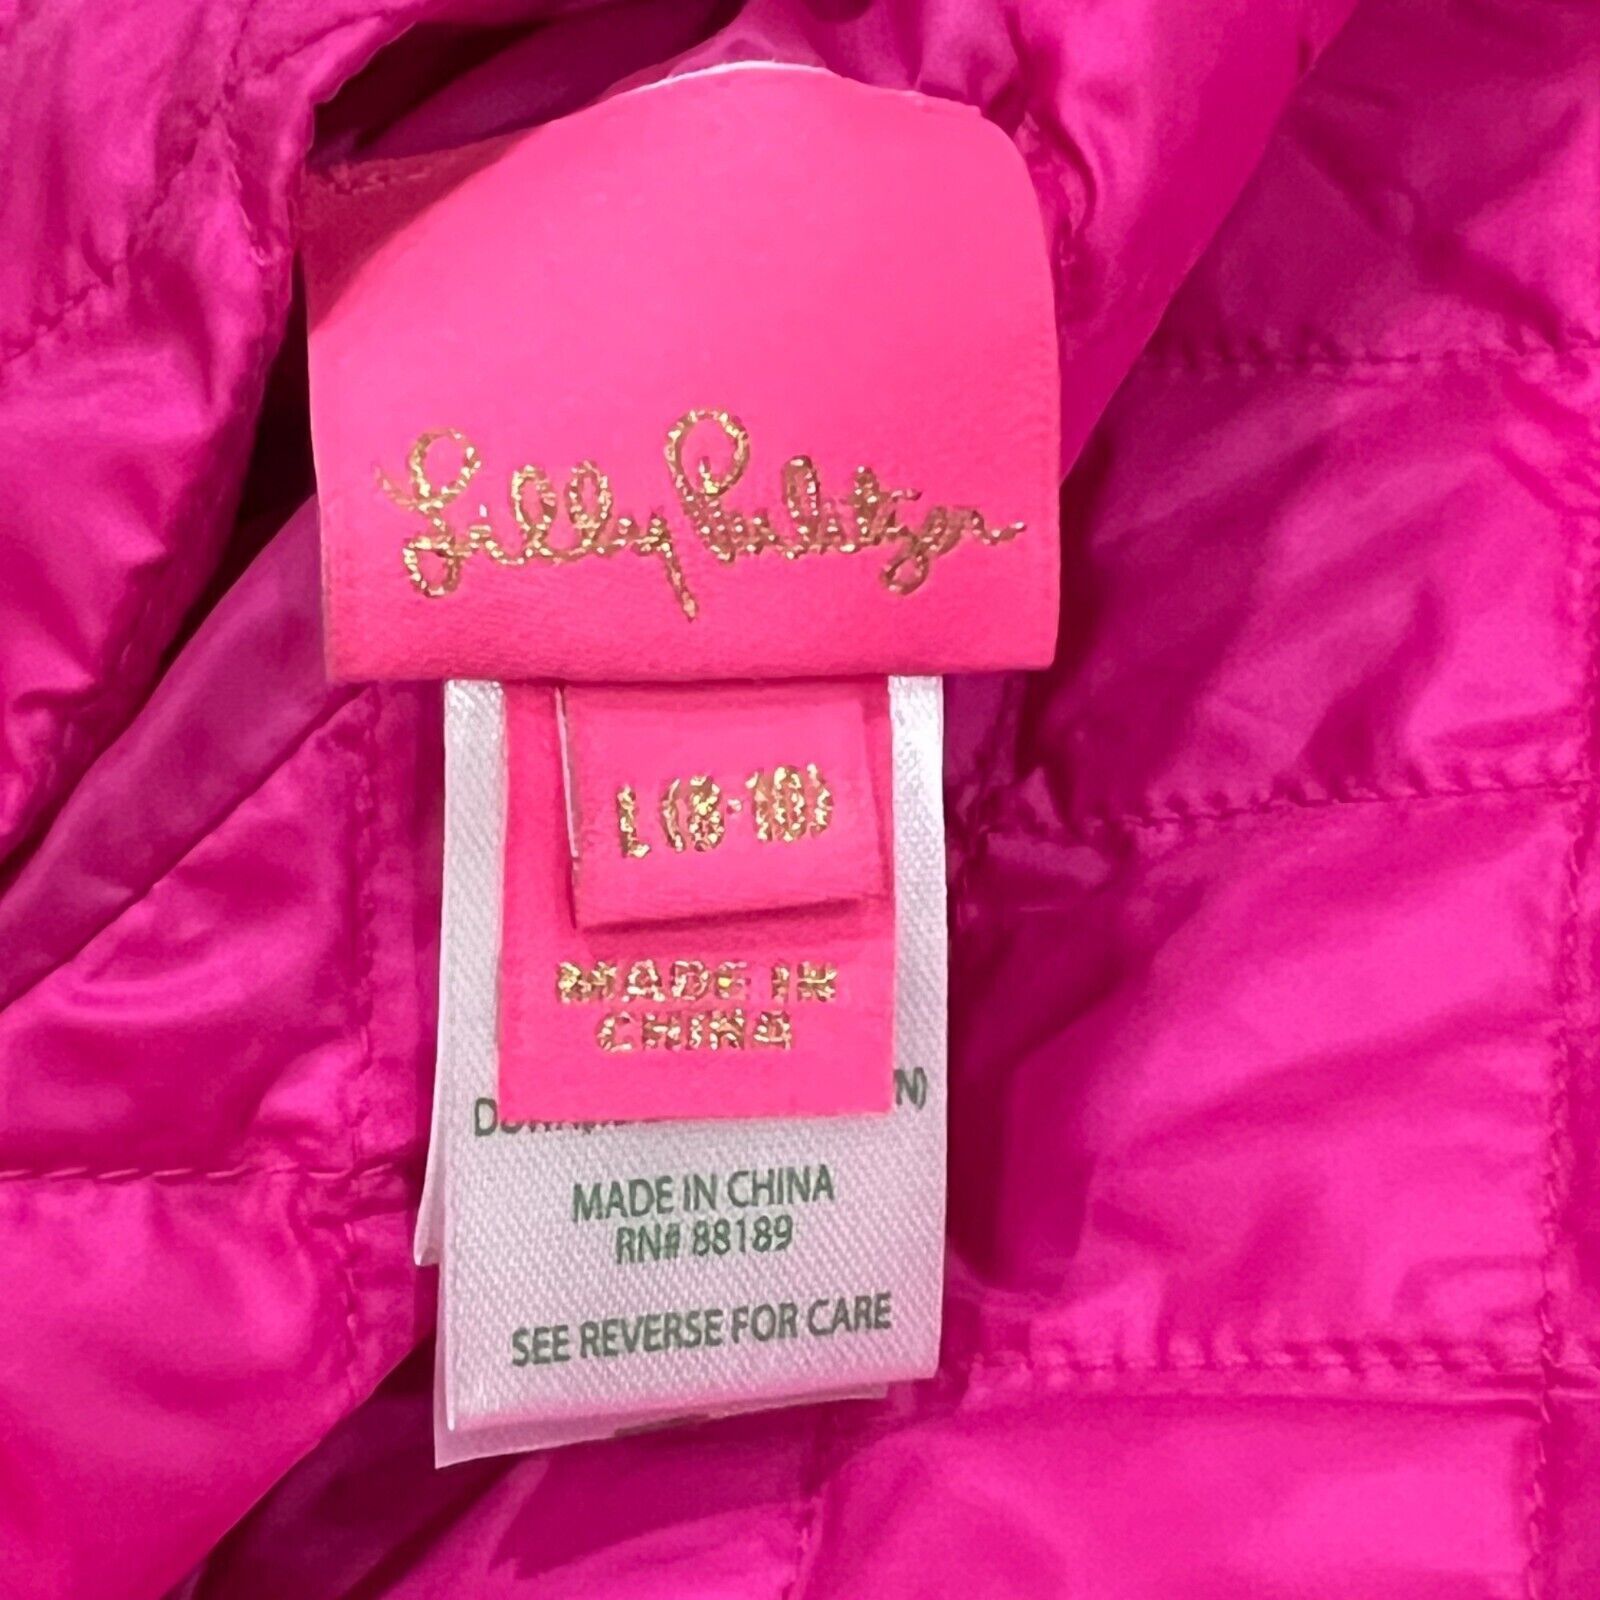 Lilly Pulitzer
L (8-10)
MADE IN
CHINA
MADE IN CHINA
RN# 88189
SEE REVERSE FOR CARE